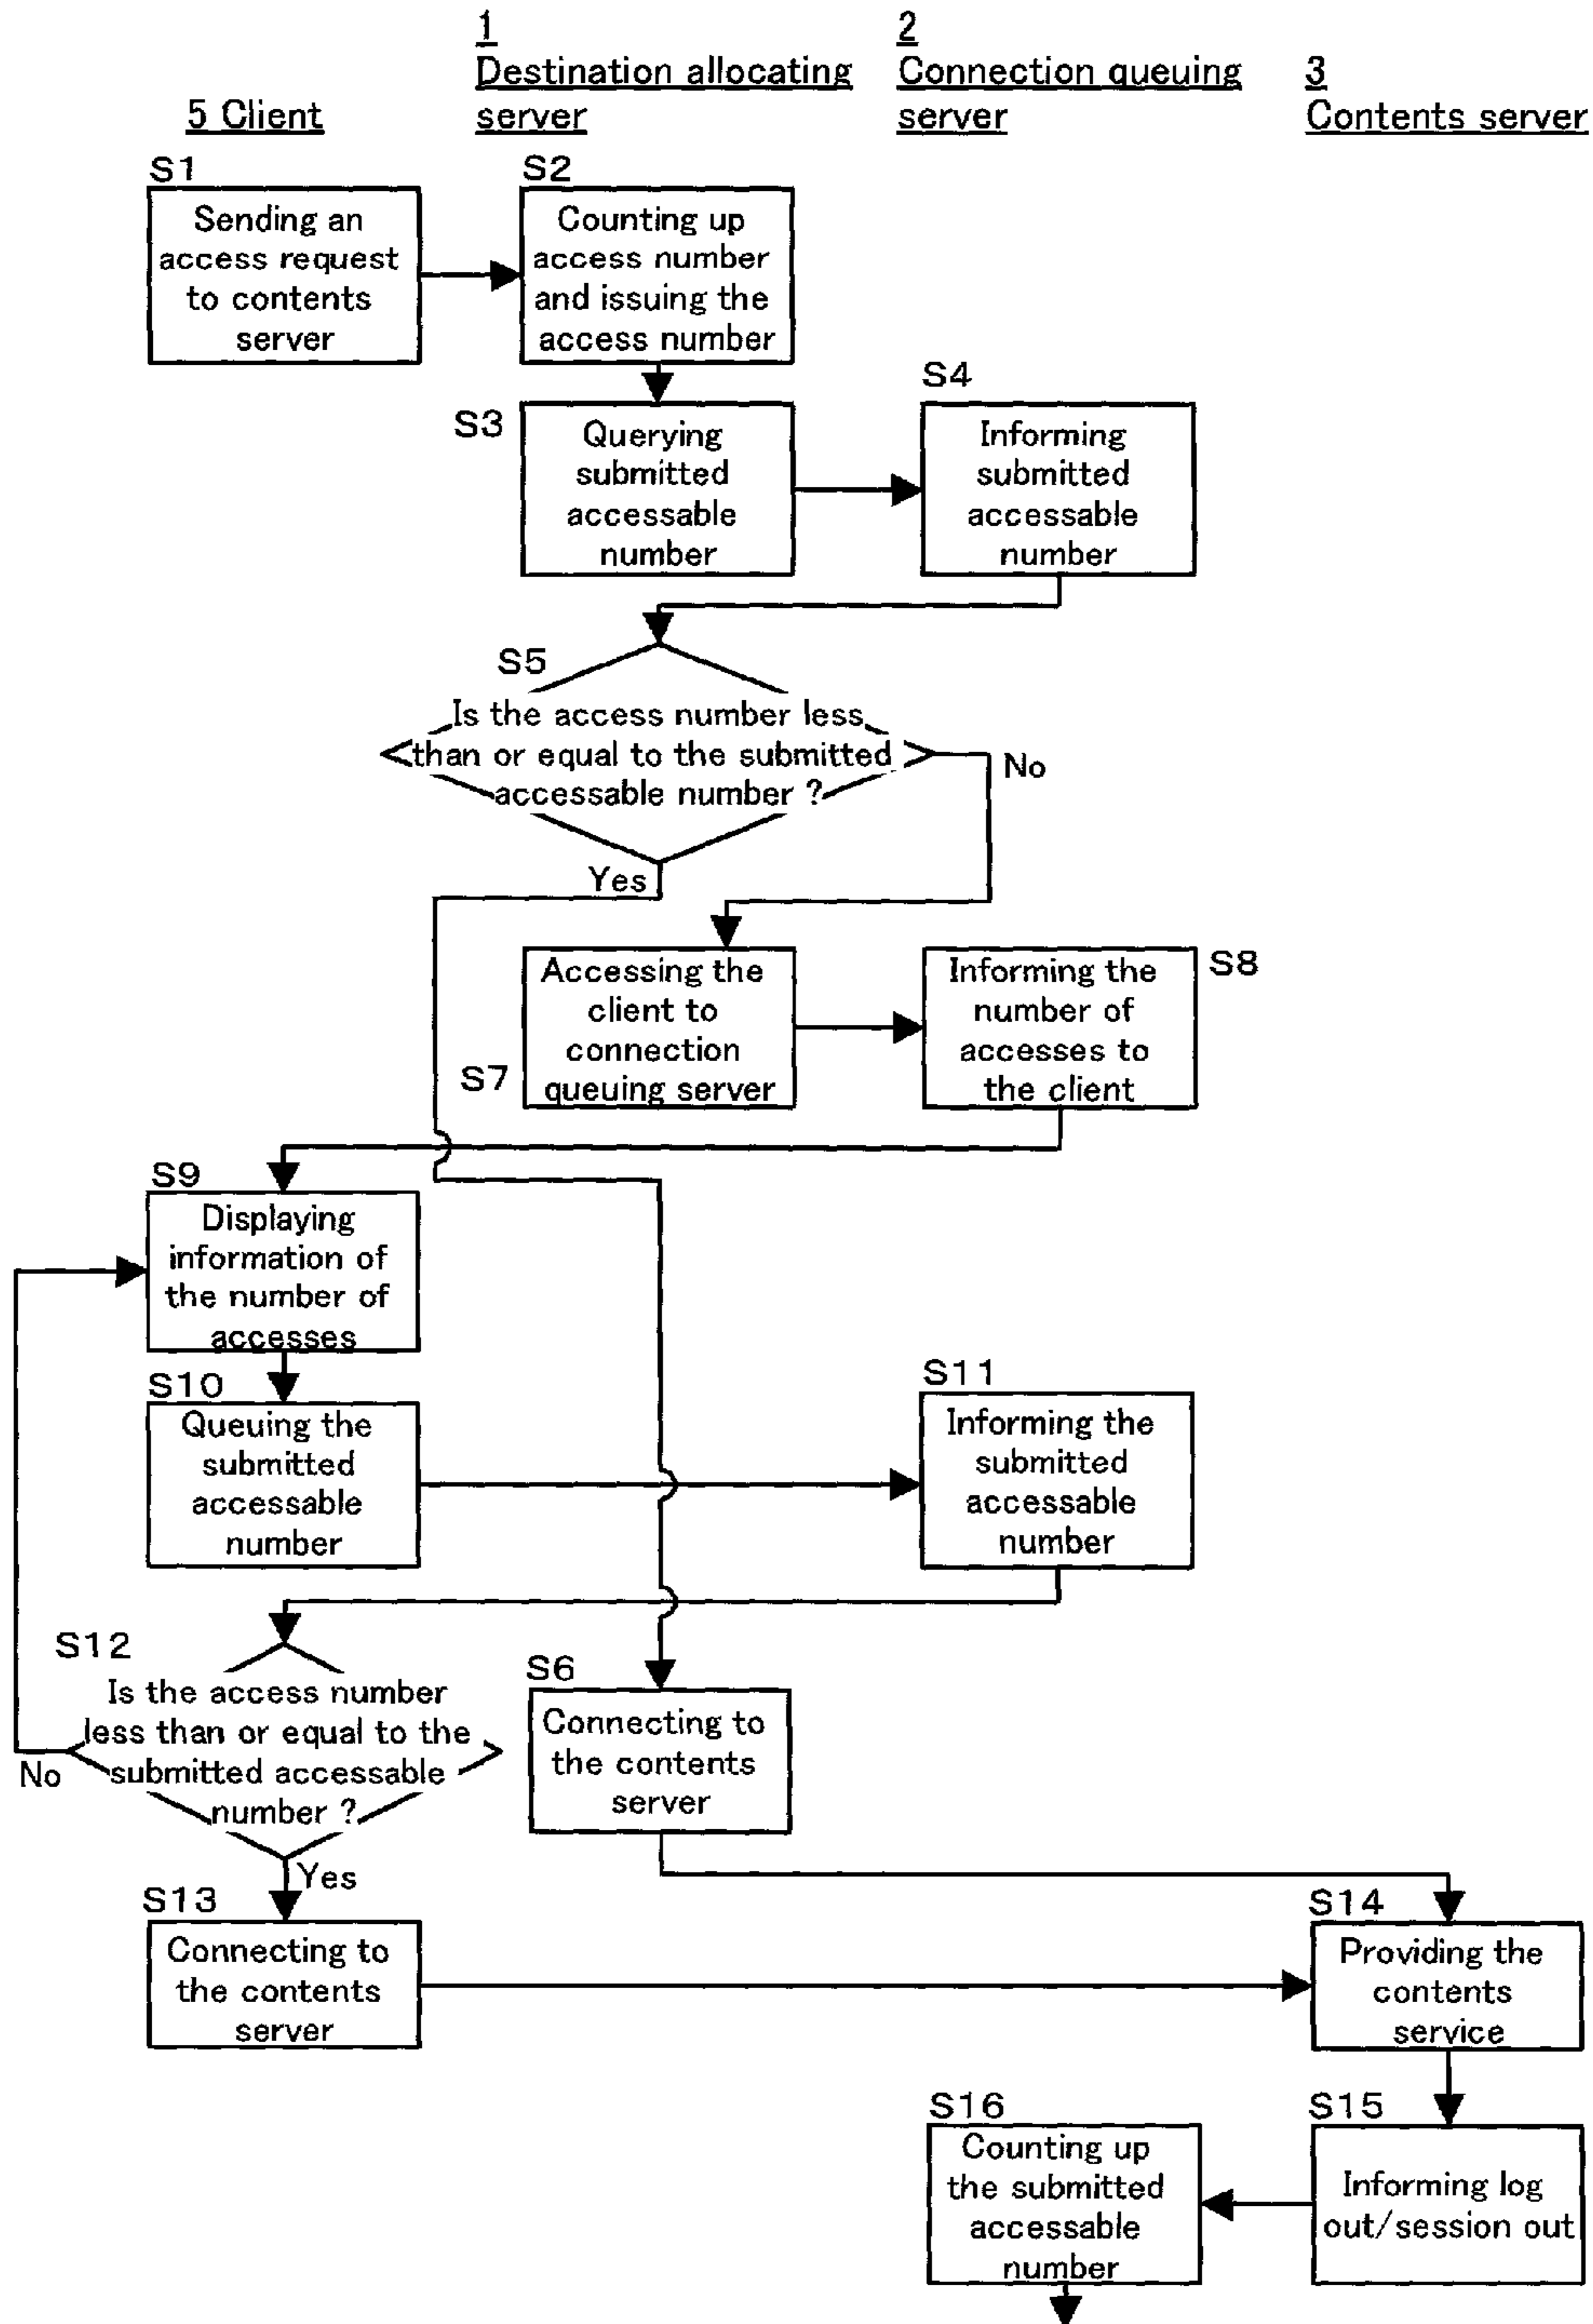 1
Destination allocating
server
2
Connection queuing
server
3
Contents server
5 Client
S1
Sending an
access request
to contents
server
S2
Counting up
access number
and issuing the
access number
S3
Querying
submitted
accessable
number
S4
Informing
submitted
accessable
number
S5
Is the access number less
than or equal to the submitted
accessable number ?
No
Yes
Accessing the
client to
connection
queuing server
S7
Informing the
number of
accesses to
the client
S8
S9
Displaying
information of
the number of
accesses
S10
Queuing the
submitted
accessable
number
S11
Informing the
submitted
accessable
number
S12
Is the access number
less than or equal to the
submitted accessable
number ?
No
Yes
S6
Connecting to
the contents
server
S13
Connecting to
the contents
server
S14
Providing the
contents
service
S15
Informing log
out/session out
S16
Counting up
the submitted
accessable
number